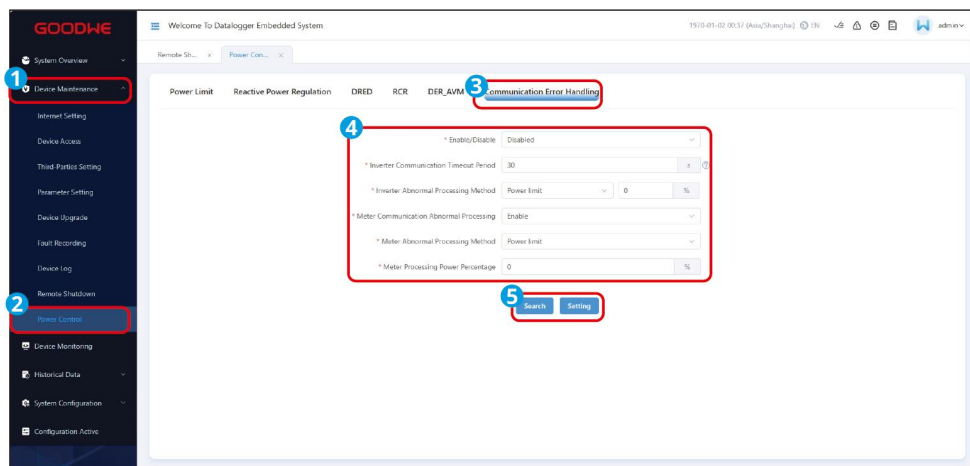 GOODWE
Welcome To Datalogger Embedded System
1970-01-02 00:37 (Asia/Shanghai) EN
admin
Remote Sh... ×
Power Con... ×
System Overview
1
Device Maintenance
Internet Setting
Device Access
Third-Parties Setting
Parameter Setting
Device Upgrade
Fault Recording
Device Log
Remote Shutdown
2
Power Control
Device Monitoring
Historical Data
System Configuration
Configuration Active
Power Limit Reactive Power Regulation DRED RCR DER_AVM 3 Communication Error Handling
4
* Enable/Disable Disabled
* Inverter Communication Timeout Period 30 s
* Inverter Abnormal Processing Method Power limit 0 %
* Meter Communication Abnormal Processing Enable
* Meter Abnormal Processing Method Power limit
* Meter Processing Power Percentage 0 %
5
Search Setting